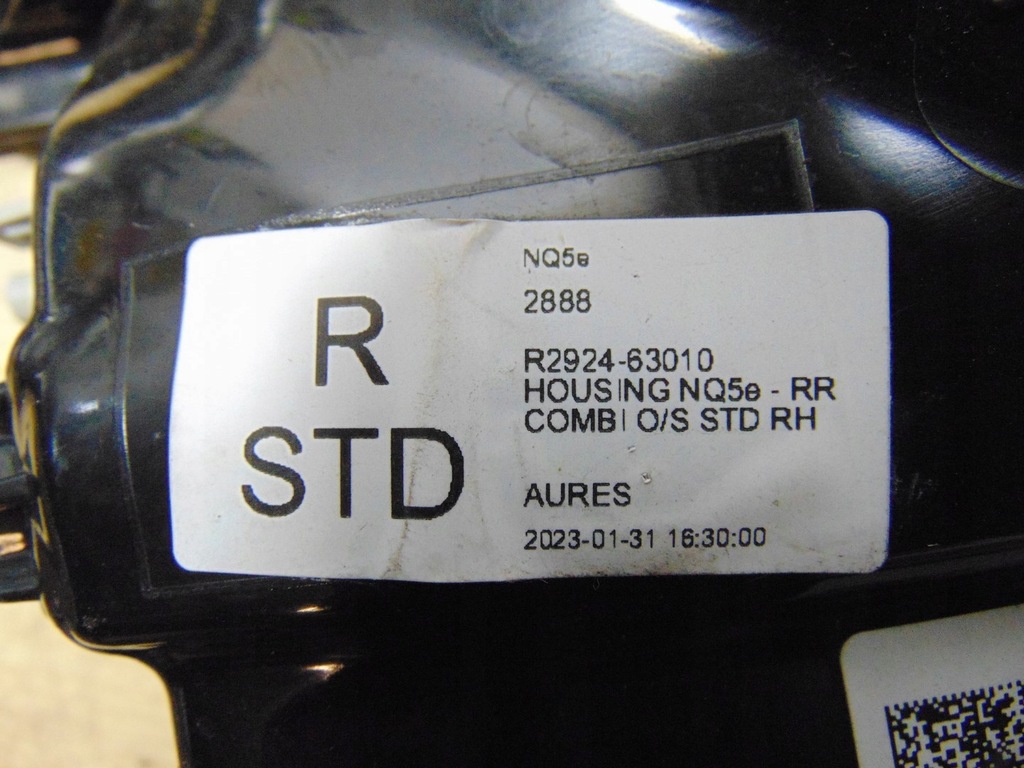 R
STD
NQ5e
2888
R2924-63010
HOUSING NQ5e - RR
COMBI O/S STD RH
AURES
2023-01-31 16:30:00